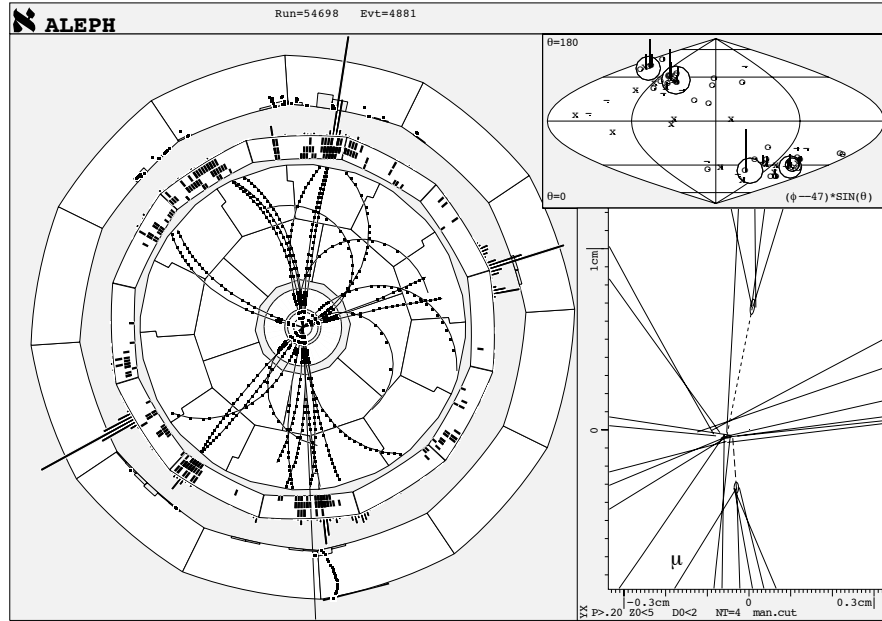 ALEPH
Run=54698 Evt=4881
θ=180
θ=0
(ϕ−−47)*SIN(θ)
1cm
0
μ
−0.3cm 0 0.3cm
YX P>.20 Z0<5 D0<2 NT=4 man.cut